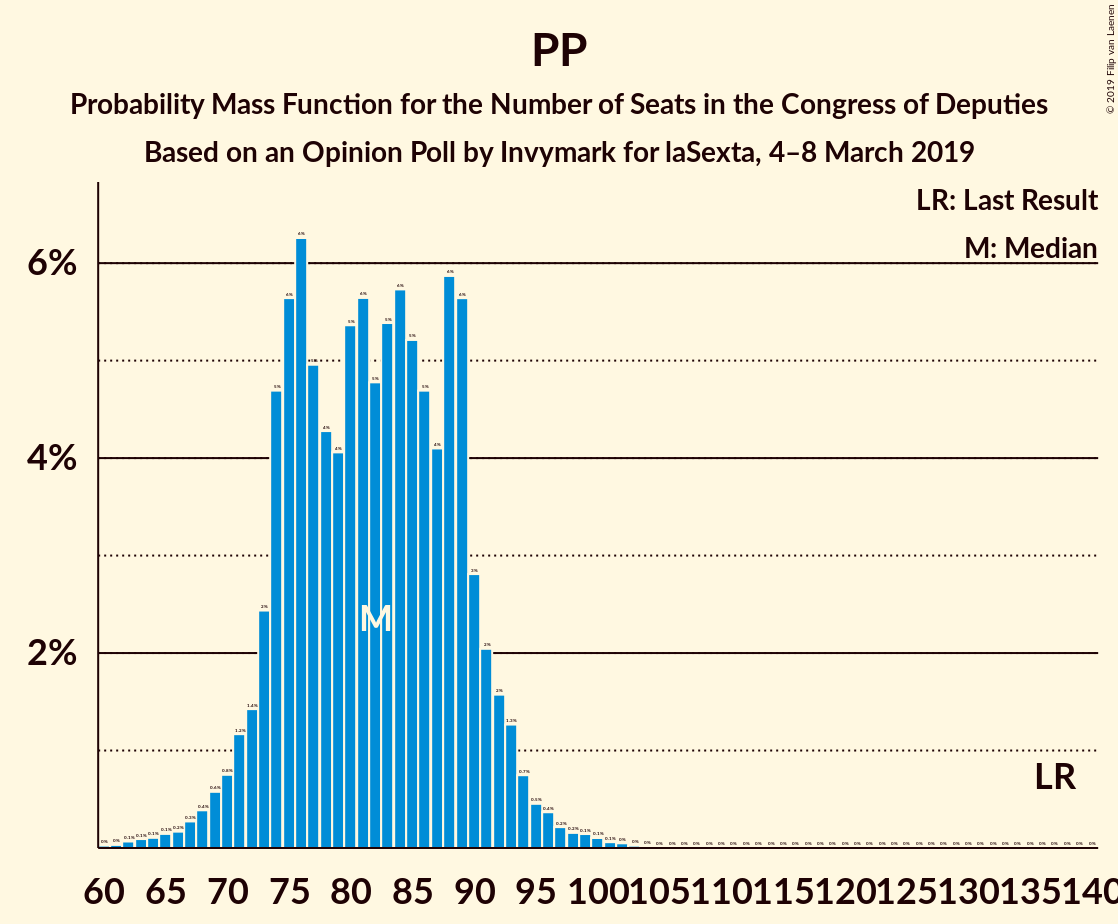 PP
Probability Mass Function for the Number of Seats in the Congress of Deputies
Based on an Opinion Poll by Invymark for laSexta, 4–8 March 2019
© 2019 Filip van Laenen
LR: Last Result
M: Median
6%
4%
2%
M
LR
60 65 70 75 80 85 90 95 100 105 110 115 120 125 130 135 140